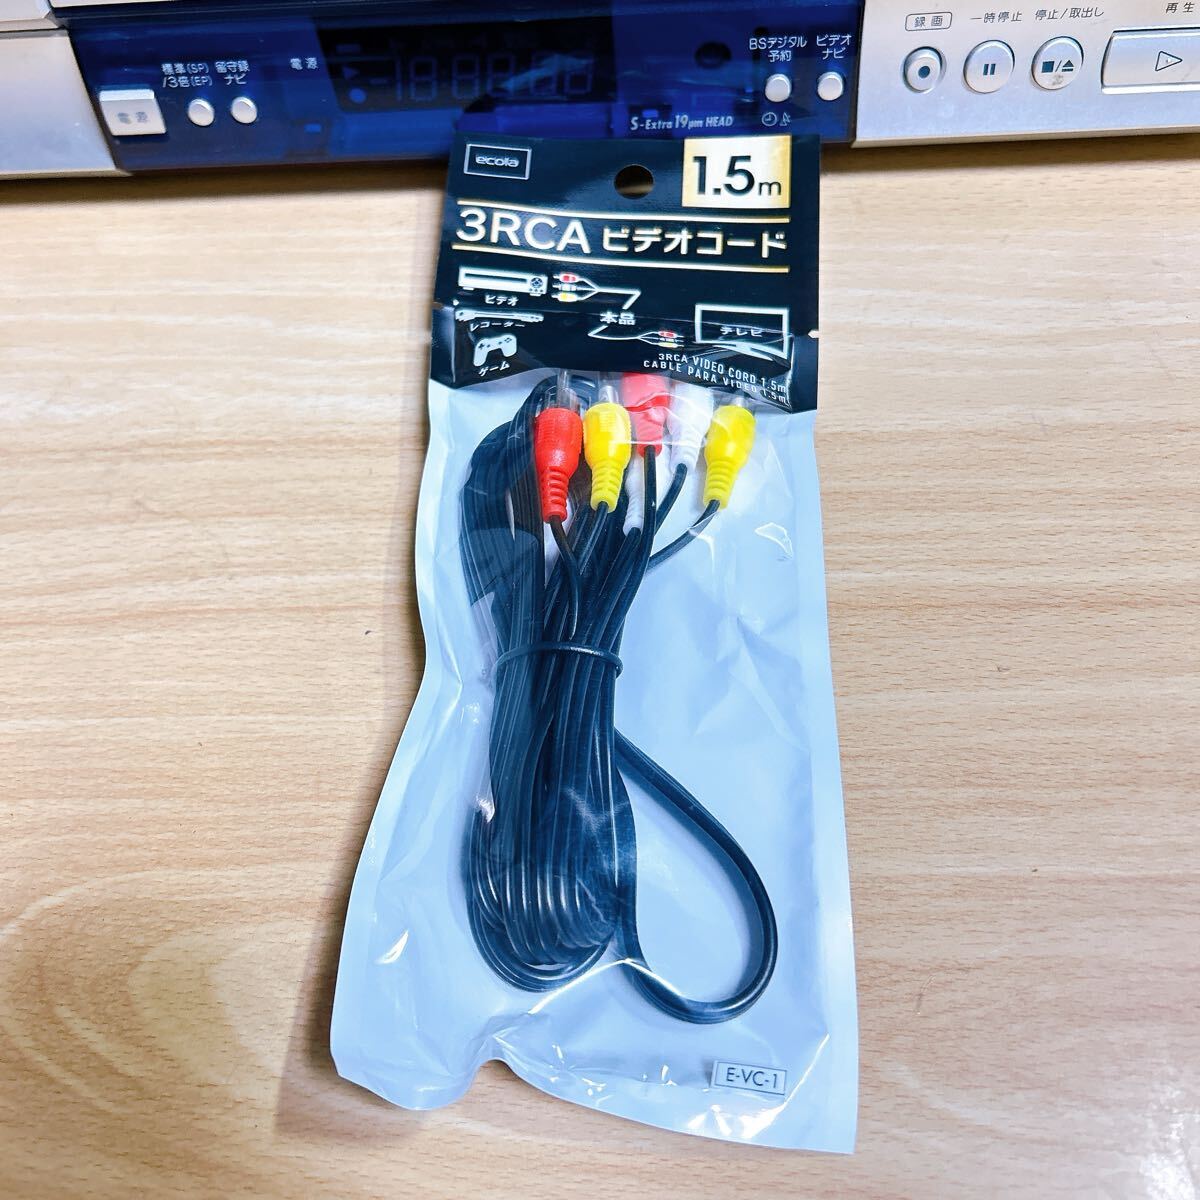 標準(SP)
/3倍(EP)
留守録
ナビ
電源
電源
BSデジタル
予約
ビデオ
ナビ
S-Extra 19μm HEAD
録画
一時停止
停止/取出し
再生
ecola
1.5m
3RCA ビデオコード
ビデオ
レコーダー
ゲーム
本品
テレビ
3RCA VIDEO CORD 1.5m
CABLE PARA VIDEO 1.5m
E-VC-1